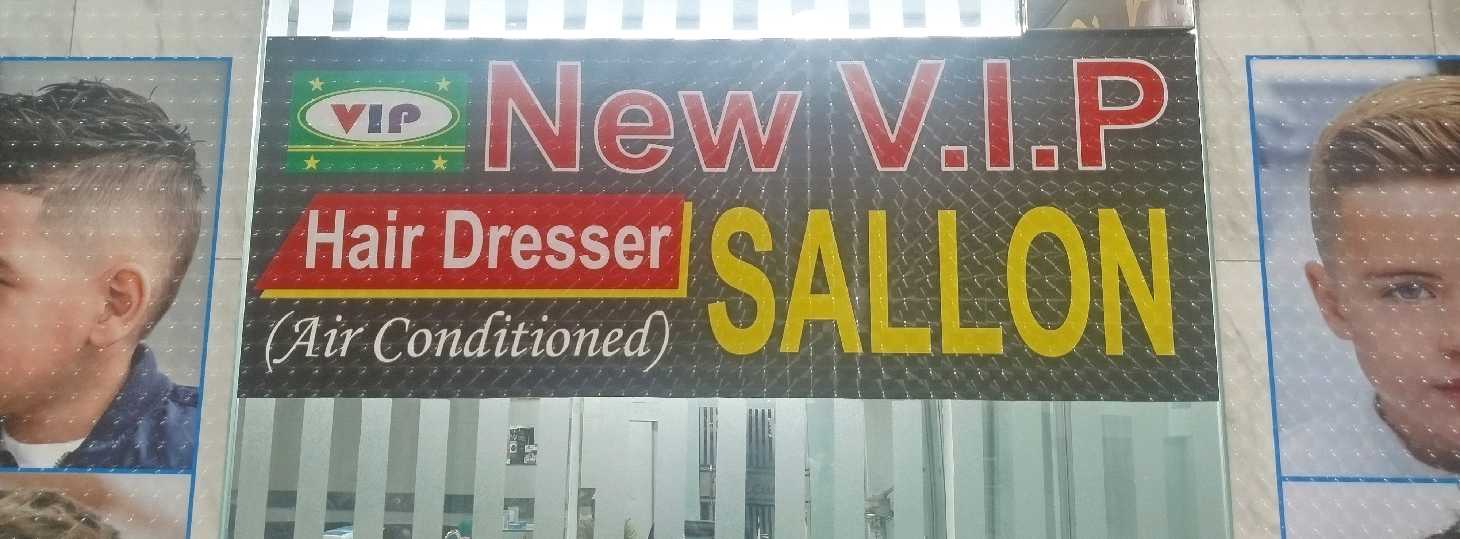 VIP New V.I.P
Hair Dresser SALLON
(Air Conditioned)